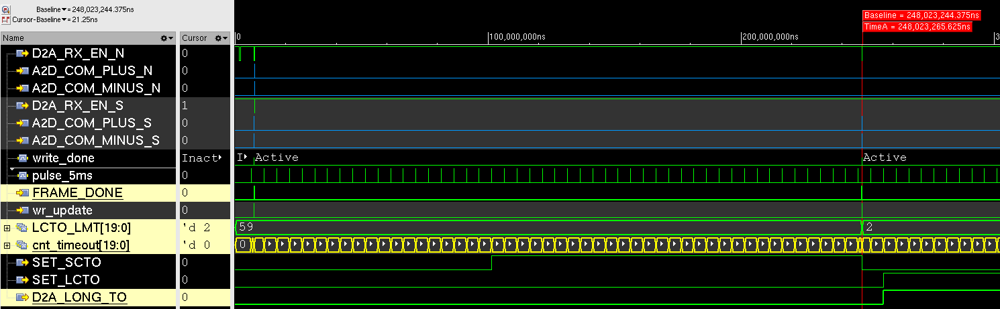 Baseline▾= 248,023,244.375ns
Cursor-Baseline▾= 21.25ns
Baseline = 248,023,244.375ns
TimeA = 248,023,265.625ns
Name Cursor 0 100,000,000ns 200,000,000ns 3
D2A_RX_EN_N 0
A2D_COM_PLUS_N 0
A2D_COM_MINUS_N 0
D2A_RX_EN_S 1
A2D_COM_PLUS_S 0
A2D_COM_MINUS_S 0
write_done Inact I Active Active
pulse_5ms 0
FRAME_DONE 0
wr_update 0
LCTO_LMT[19:0] 'd 2 59 2
cnt_timeout[19:0] 'd 0 0
SET_SCTO 0
SET_LCTO 0
D2A_LONG_TO 0